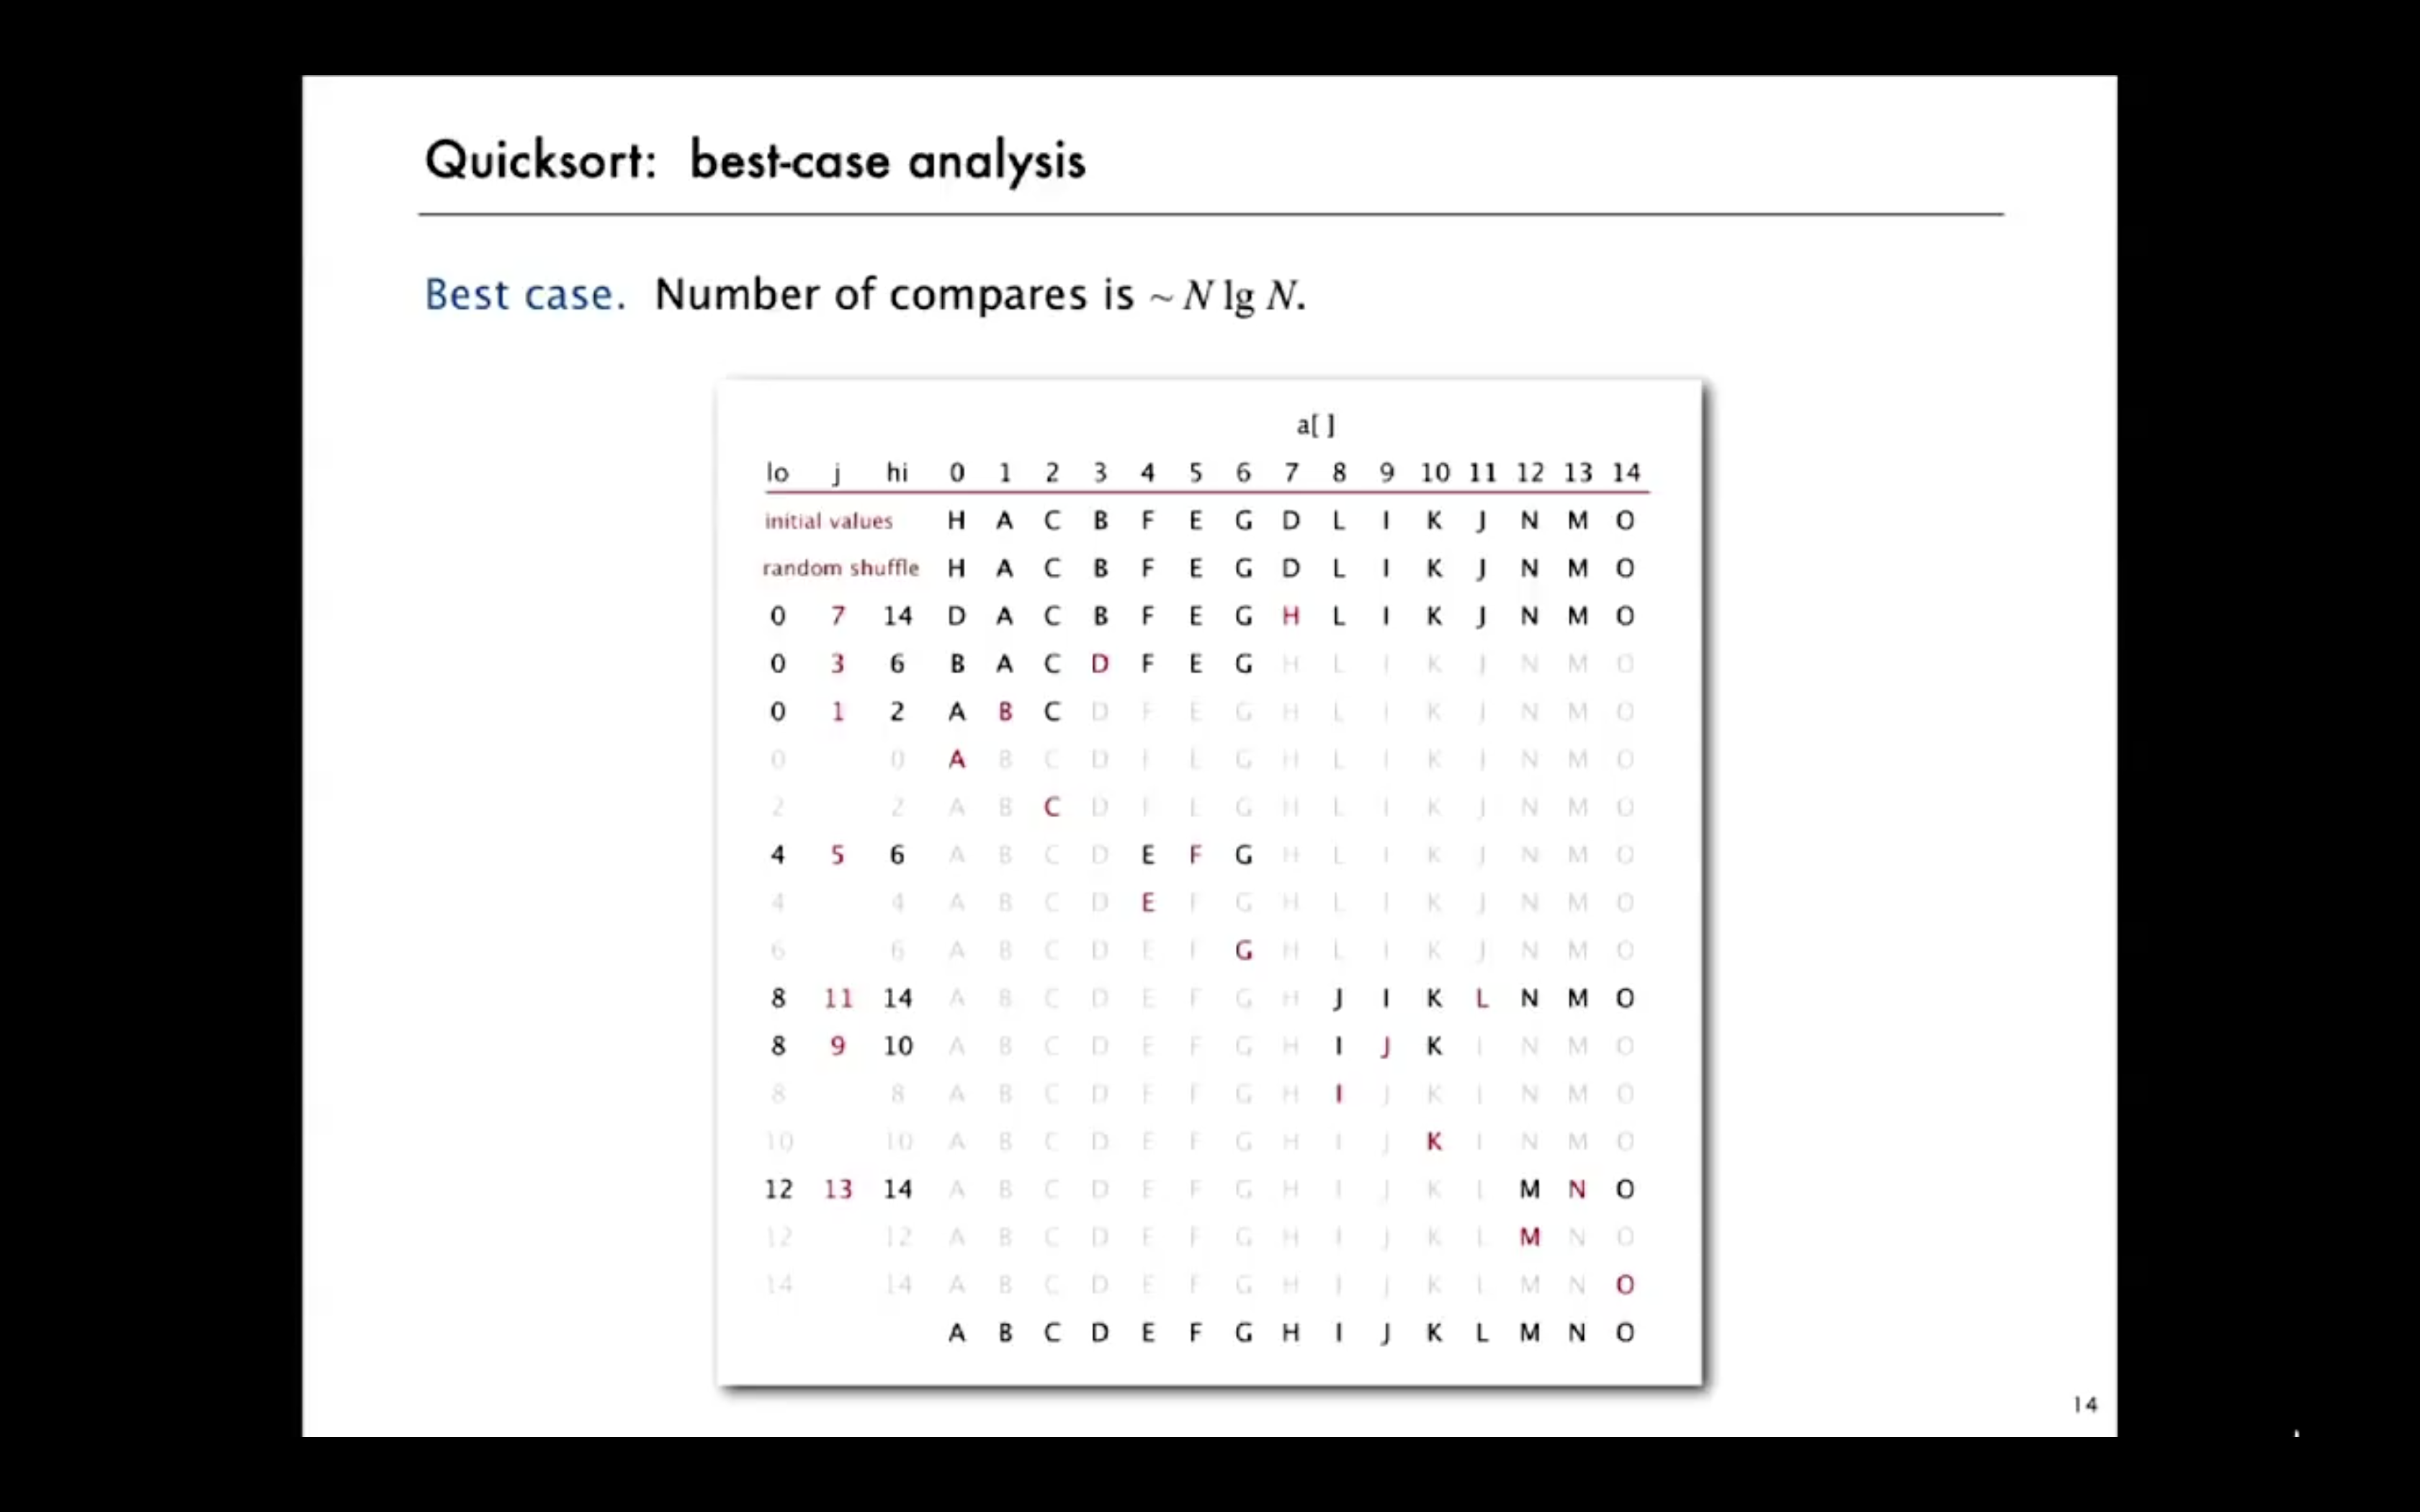 Quicksort: best-case analysis
Best case. Number of compares is ~ N lg N.
a[ ]
lo j hi 0 1 2 3 4 5 6 7 8 9 10 11 12 13 14
initial values H A C B F E G D L I K J N M O
random shuffle H A C B F E G D L I K J N M O
0 7 14 D A C B F E G H L I K J N M O
0 3 6 B A C D F E G H L I K J N M O
0 1 2 A B C D F E G H L I K J N M O
0 0 A B C D F E G H L I K J N M O
2 2 A B C D F E G H L I K J N M O
4 5 6 A B C D E F G H L I K J N M O
4 4 A B C D E F G H L I K J N M O
6 6 A B C D E F G H L I K J N M O
8 11 14 A B C D E F G H J I K L N M O
8 9 10 A B C D E F G H I J K L N M O
8 8 A B C D E F G H I J K L N M O
10 10 A B C D E F G H I J K L N M O
12 13 14 A B C D E F G H I J K L M N O
12 12 A B C D E F G H I J K L M N O
14 14 A B C D E F G H I J K L M N O
A B C D E F G H I J K L M N O
14